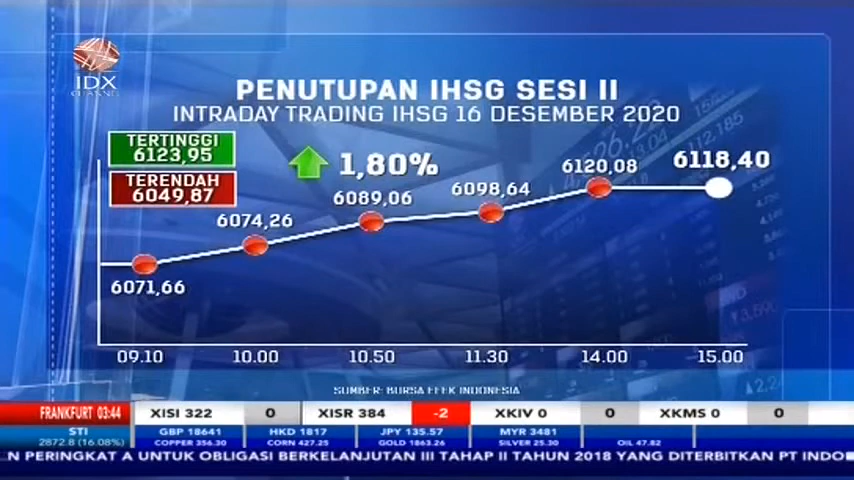 IDX
CHANNEL
PENUTUPAN IHSG SESI II
INTRADAY TRADING IHSG 16 DESEMBER 2020
TERTINGGI
6123,95
TERENDAH
6049,87
1,80%
6071,66
6074,26
6089,06
6098,64
6120,08
6118,40
09.10 10.00 10.50 11.30 14.00 15.00
SUMBER: BURSA EFEK INDONESIA
FRANKFURT 03:44 XISI 322 0 XISR 384 -2 XKIV 0 0 XKMS 0 0
STI GBP 18641 HKD 1817 JPY 135.57 MYR 3481
2872.8 (16.08%) COPPER 356.30 CORN 427.25 GOLD 1863.26 SILVER 25.30 OIL 47.82
N PERINGKAT A UNTUK OBLIGASI BERKELANJUTAN III TAHAP II TAHUN 2018 YANG DITERBITKAN PT INDO